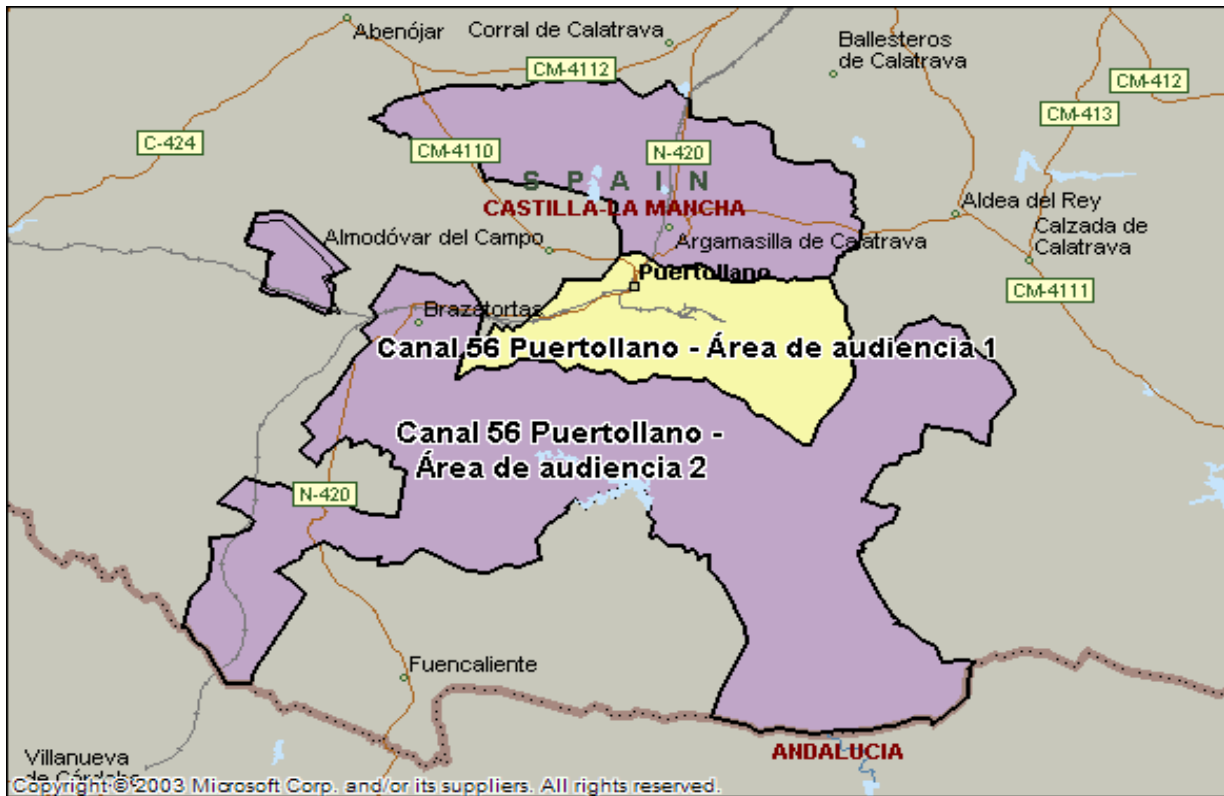 Abenójar
Corral de Calatrava
Ballesteros
de Calatrava
CM-4112
CM-412
CM-413
C-424
CM-4110
N-420
SPAIN
CASTILLA-LA MANCHA
Aldea del Rey
Almodóvar del Campo
Argamasilla de Calatrava
Calzada de
Calatrava
Puertollano
CM-4111
Brazatortas
Canal 56 Puertollano - Área de audiencia 1
Canal 56 Puertollano -
Área de audiencia 2
N-420
Fuencaliente
ANDALUCIA
Villanueva
de Córdoba
Copyright © 2003 Microsoft Corp. and/or its suppliers. All rights reserved.